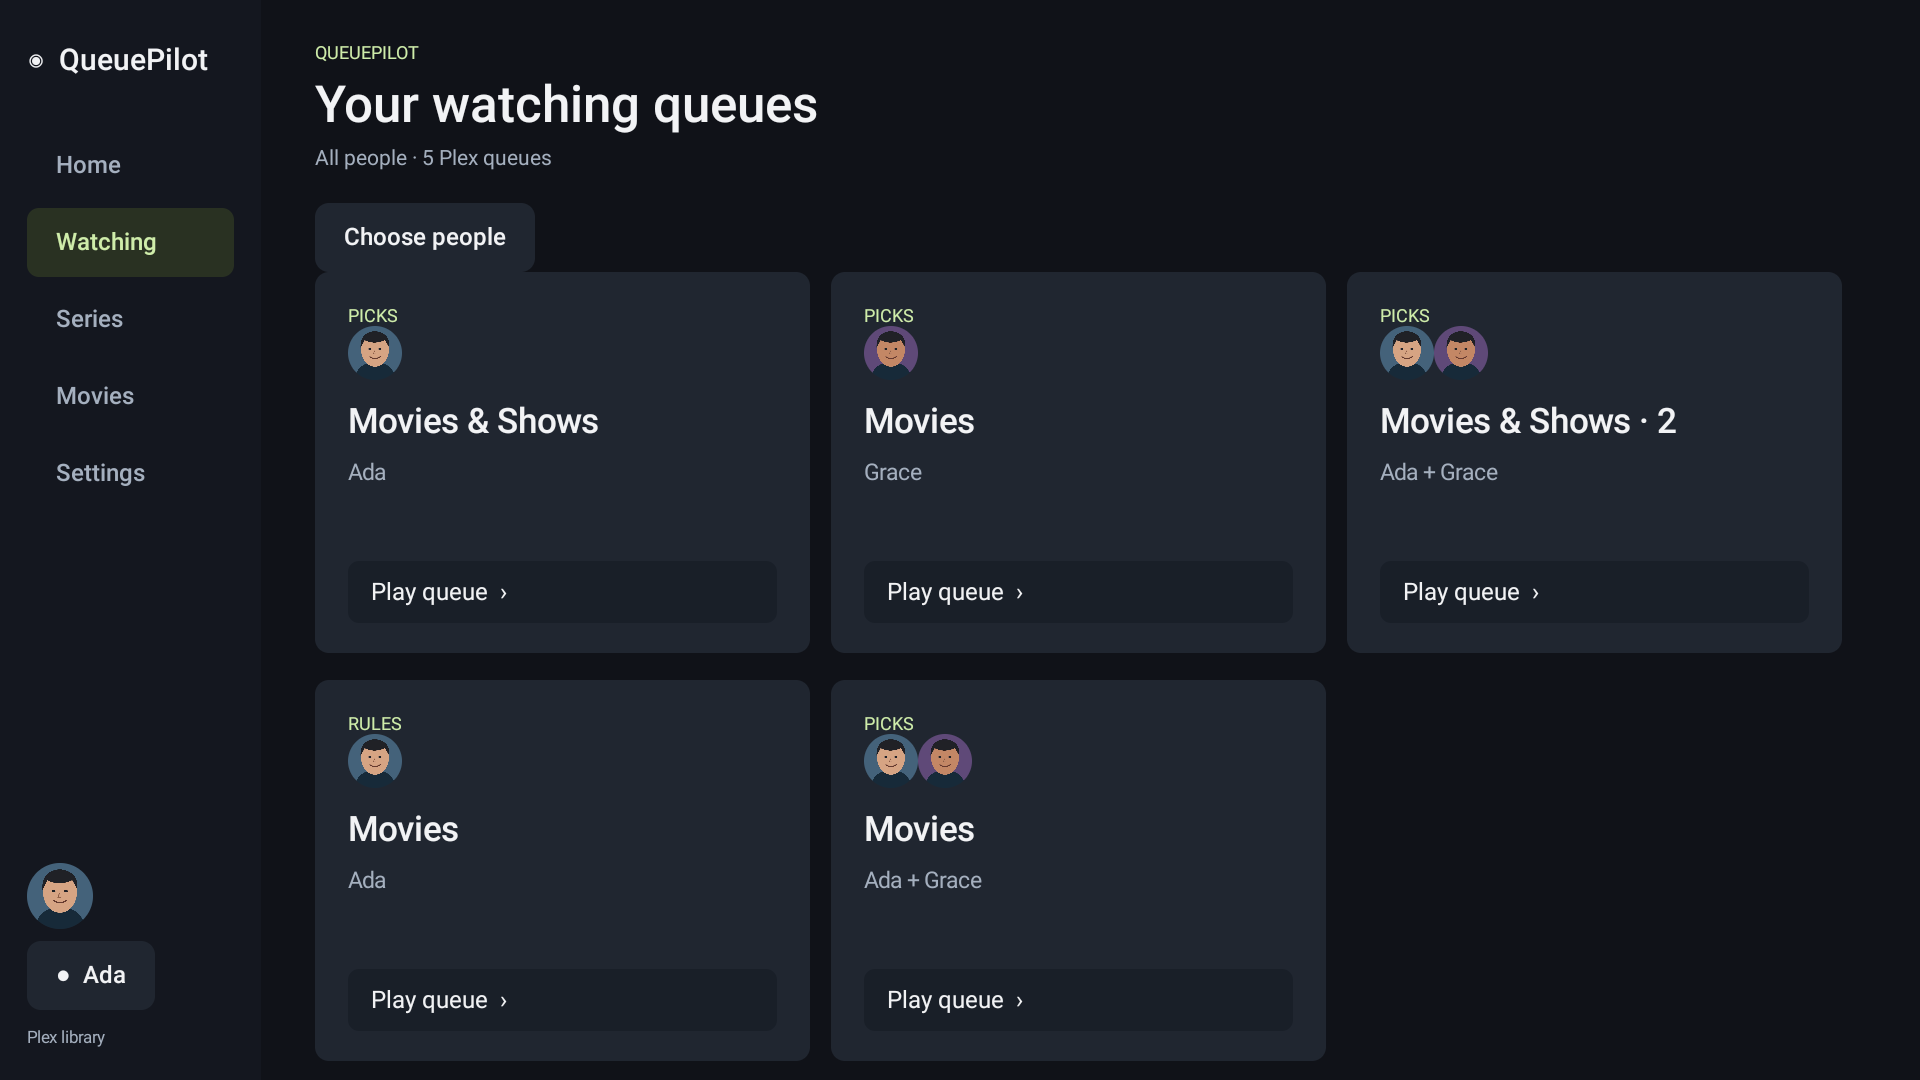 ◉ QueuePilot
Home
Watching
Series
Movies
Settings
● Ada
Plex library
QUEUEPILOT
Your watching queues
All people · 5 Plex queues
Choose people
PICKS
Movies & Shows
Ada
Play queue ›
PICKS
Movies
Grace
Play queue ›
PICKS
Movies & Shows · 2
Ada + Grace
Play queue ›
RULES
Movies
Ada
Play queue ›
PICKS
Movies
Ada + Grace
Play queue ›